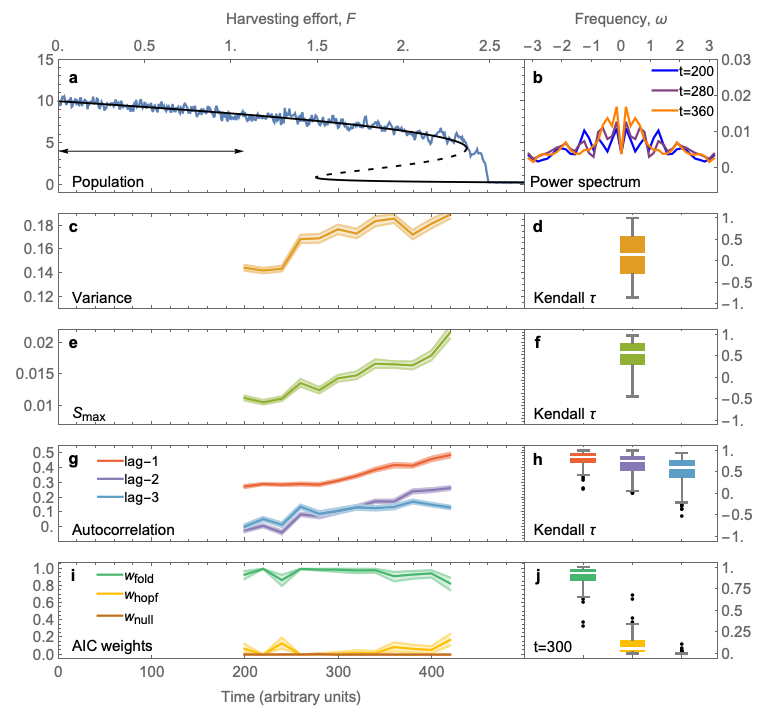 Harvesting effort, F
Frequency, ω
0. 0.5 1. 1.5 2. 2.5
-3 -2 -1 0 1 2 3
15
10
5
0
a
Population
b
t=200
t=280
t=360
Power spectrum
0.03
0.02
0.01
0.
0.18
0.16
0.14
0.12
c
Variance
d
Kendall τ
1.
0.5
0.
-0.5
-1.
0.02
0.015
0.01
e
Smax
f
Kendall τ
1.
0.5
0.
-0.5
-1.
0.5
0.4
0.3
0.2
0.1
0.
g
lag-1
lag-2
lag-3
Autocorrelation
h
Kendall τ
1.
0.5
0.
-0.5
-1.
1.0
0.8
0.6
0.4
0.2
0.0
i
wfold
whopf
wnull
AIC weights
j
t=300
1.
0.75
0.5
0.25
0.
0 100 200 300 400
Time (arbitrary units)